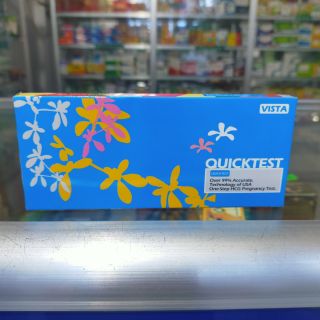 VISTA
QUICKTEST
Over 99% Accurate,
Technology of USA
One Step HCG Pregnancy Test.